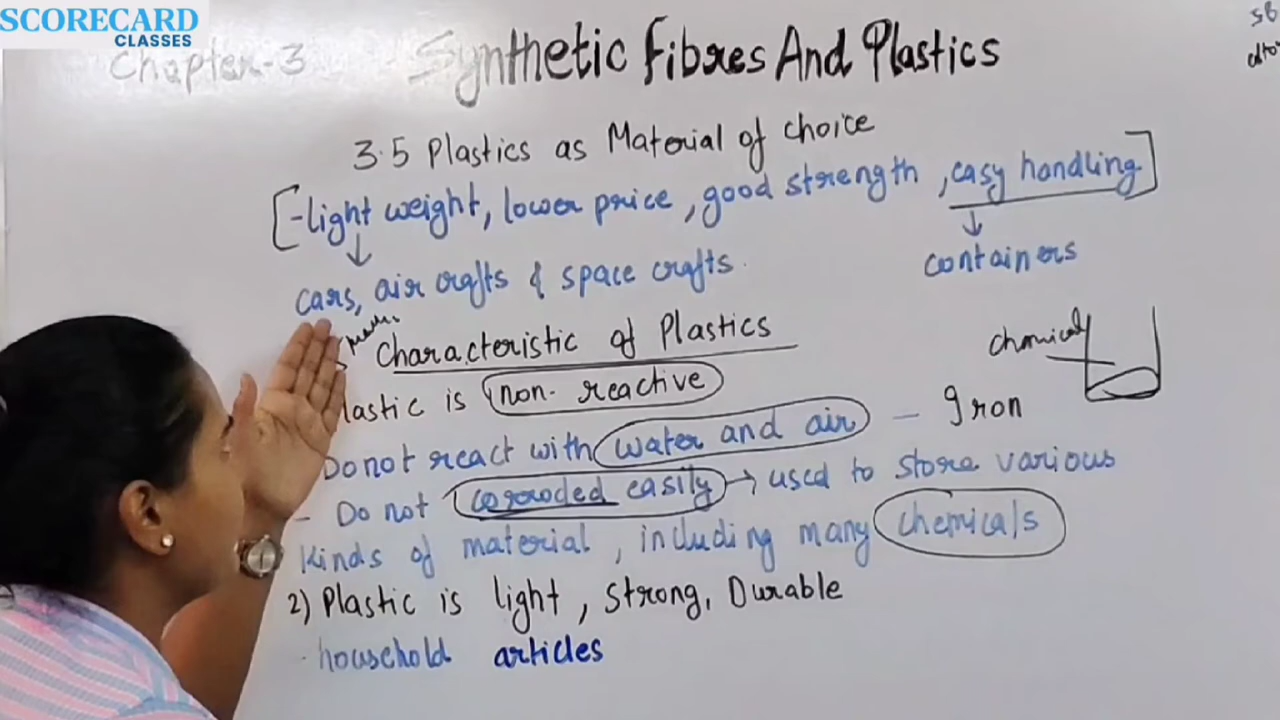 SCORECARD
CLASSES
Chapter-3
Synthetic Fibres And Plastics
3.5 Plastics as Material of choice
[-light weight, lower price, good strength, easy handling]
cars, air crafts & space crafts.
containers
Characteristic of Plastics
chemical
lastic is non-reactive
Do not react with water and air - Iron
- Do not corroded easily → used to store various
kinds of material, including many chemicals
2) Plastic is light, Strong, Durable
household articles